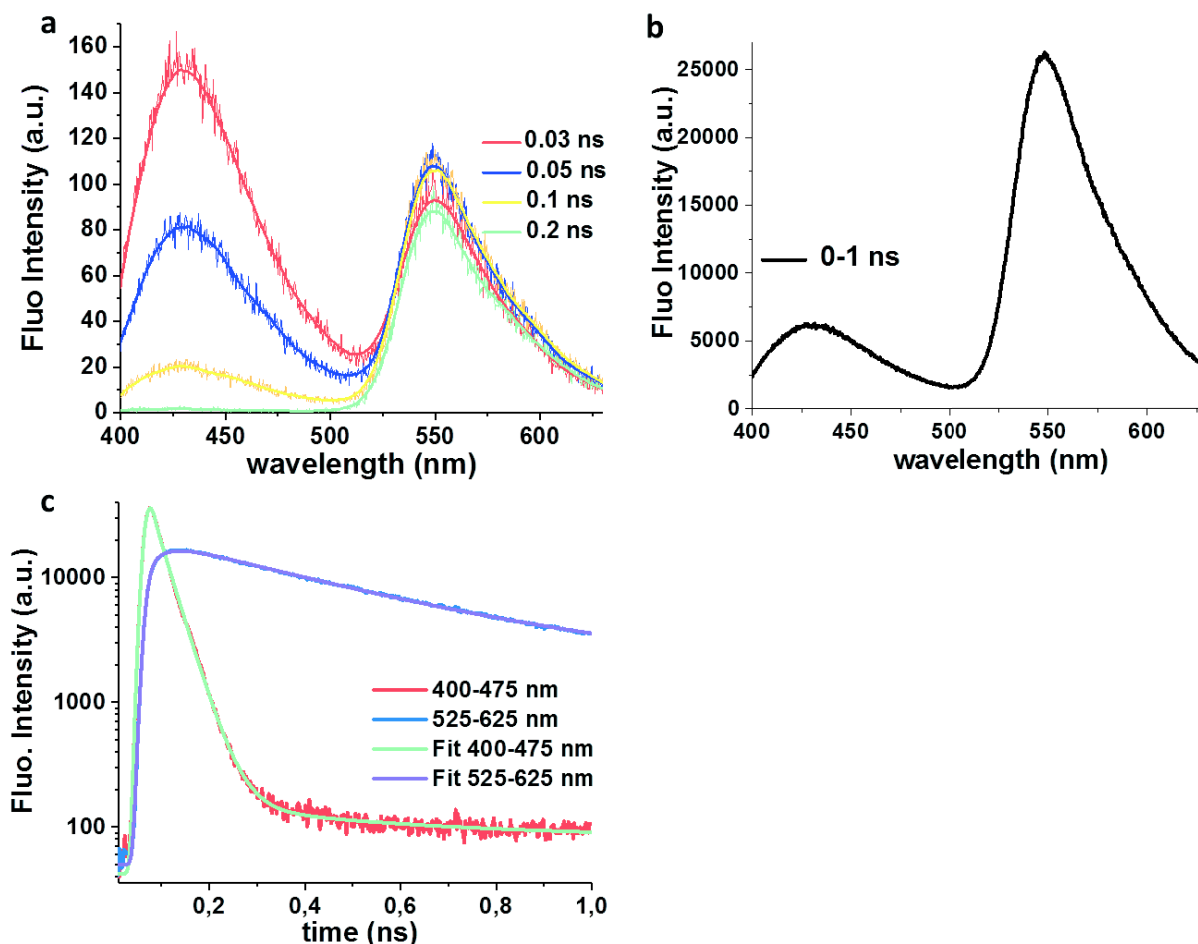 a
Fluo Intensity (a.u.)
160
140
120
100
80
60
40
20
0
0.03 ns
0.05 ns
0.1 ns
0.2 ns
400 450 500 550 600
wavelength (nm)
b
Fluo Intensity (a.u.)
25000
20000
15000
10000
5000
0
0-1 ns
400 450 500 550 600
wavelength (nm)
c
Fluo. Intensity (a.u.)
10000
1000
100
400-475 nm
525-625 nm
Fit 400-475 nm
Fit 525-625 nm
0,2 0,4 0,6 0,8 1,0
time (ns)